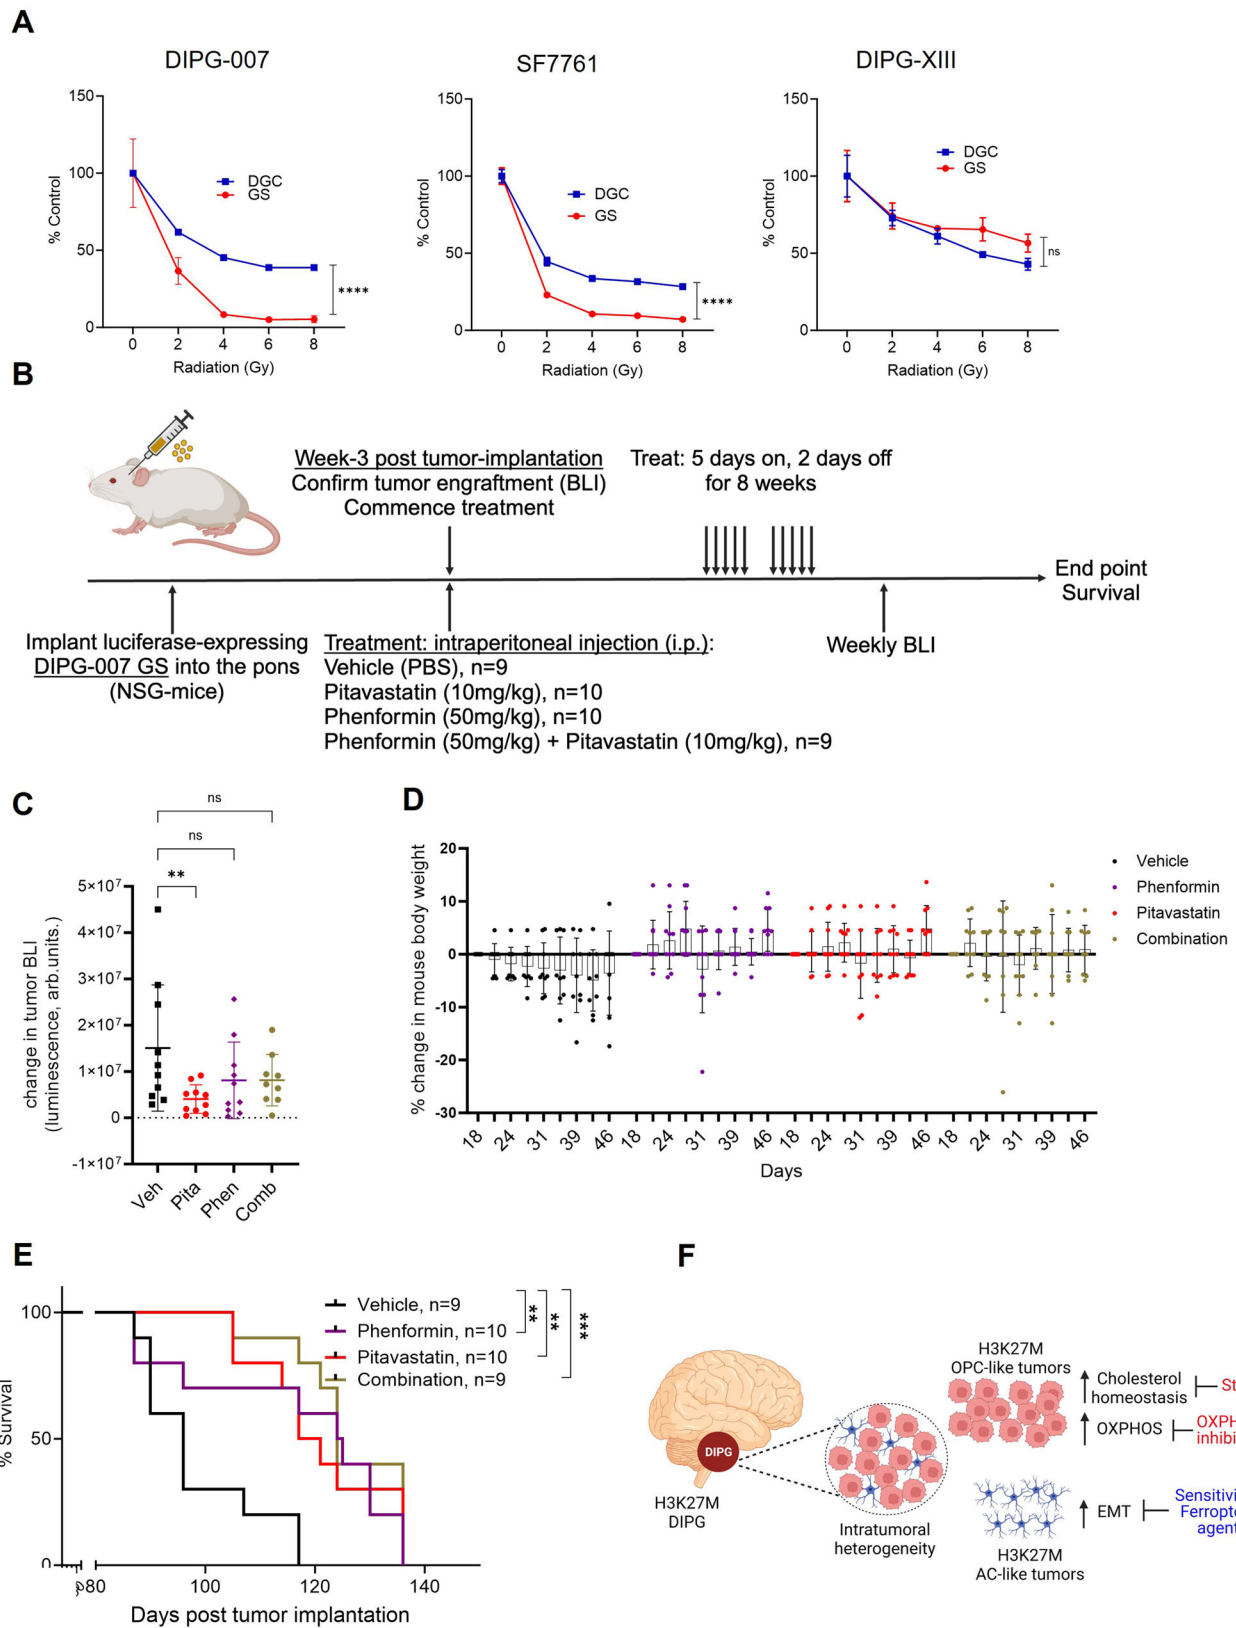 A
DIPG-007
SF7761
DIPG-XIII
150
100
50
0
% Control
DGC
GS
****
0 2 4 6 8
Radiation (Gy)
150
100
50
0
% Control
DGC
GS
****
0 2 4 6 8
Radiation (Gy)
150
100
50
0
% Control
DGC
GS
ns
0 2 4 6 8
Radiation (Gy)
B
Week-3 post tumor-implantation
Confirm tumor engraftment (BLI)
Commence treatment
Treat: 5 days on, 2 days off
for 8 weeks
End point
Survival
Implant luciferase-expressing
DIPG-007 GS into the pons
(NSG-mice)
Treatment: intraperitoneal injection (i.p.):
Vehicle (PBS), n=9
Pitavastatin (10mg/kg), n=10
Phenformin (50mg/kg), n=10
Phenformin (50mg/kg) + Pitavastatin (10mg/kg), n=9
Weekly BLI
C
ns
ns
**
5×10⁷
4×10⁷
3×10⁷
2×10⁷
1×10⁷
0
-1×10⁷
change in tumor BLI
(luminescence, arb.units.)
Veh Pita Phen Comb
D
% change in mouse body weight
20
10
0
-10
-20
-30
18 24 31 39 46 18 24 31 39 46 18 24 31 39 46 18 24 31 39 46
Days
Vehicle
Phenformin
Pitavastatin
Combination
E
% Survival
100
50
0
Vehicle, n=9
Phenformin, n=10
Pitavastatin, n=10
Combination, n=9
**
**
***
80 100 120 140
Days post tumor implantation
F
DIPG
H3K27M
DIPG
Intratumoral
heterogeneity
H3K27M
OPC-like tumors
Cholesterol
homeostasis
St
OXPHOS
OXPH
inhibi
EMT
Sensitivi
Ferropto
agent
H3K27M
AC-like tumors